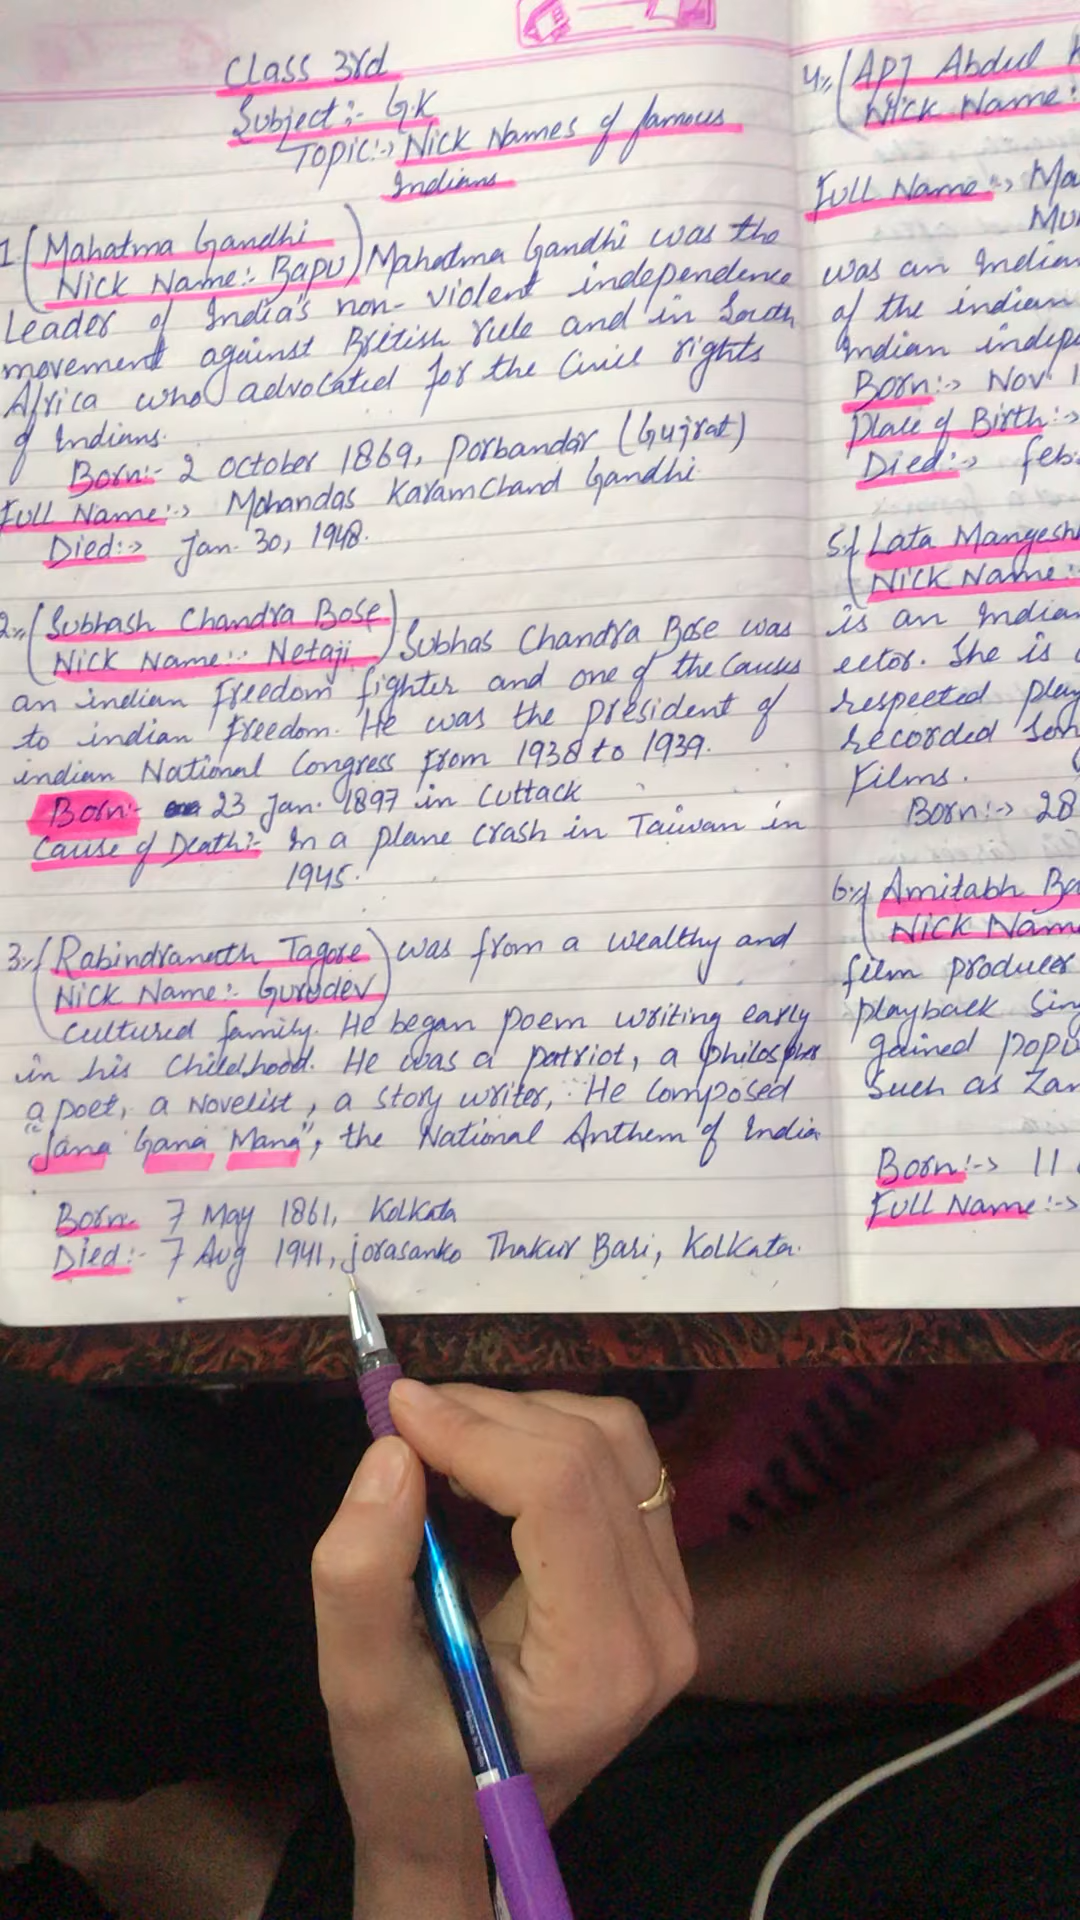 Class 3rd
Subject:- G.K
Topic:-> Nick Names of famous
Indians
1 (Mahatma Gandhi
Nick Name:- Bapu) Mahatma Gandhi was the
Leader of India's non-violent independence
movement against British rule and in South
Africa who advocated for the Civil rights
of Indians.
Born:- 2 october 1869, Porbandar (Gujrat)
Full Name:-> Mohandas Karamchand Gandhi.
Died:-> Jan. 30, 1948.
2:- (Subhash Chandra Bose
Nick Name:- Netaji) Subhas Chandra Bose was
an indian Freedom fighter and one of the Causes
to indian freedom. He was the president of
indian National Congress from 1938 to 1939.
Born:- 23 Jan. 1897 in Cuttack
Cause of Death:- In a plane crash in Taiwan in
1945.
3:- (Rabindranath Tagore
Nick Name:- Gurudev) was from a wealthy and
cultured family. He began poem writing early
in his Childhood. He was a patriot, a philospher
a poet, a Novelist, a story writer, He composed
"Jana Gana Mana", the National Anthem of India
Born. 7 May 1861, Kolkata
Died:- 7 Aug 1941, jorasanko Thakur Bari, Kolkata.
4:- (APJ Abdul
Nick Name:
Full Name:-> Ma
was an Indian
of the indian
Indian indep
Born:-> Nov. 1
Place of Birth:->
Died:-> feb.
5:- (Lata Mangesh
Nick Name:
is an Indian
ector. She is
respected play
recorded Son
Films.
Born:-> 28
6:- (Amitabh Ba
Nick Nam
film producer
playback Sing
gained popu
Such as Zan
Born:-> 11
Full Name:->